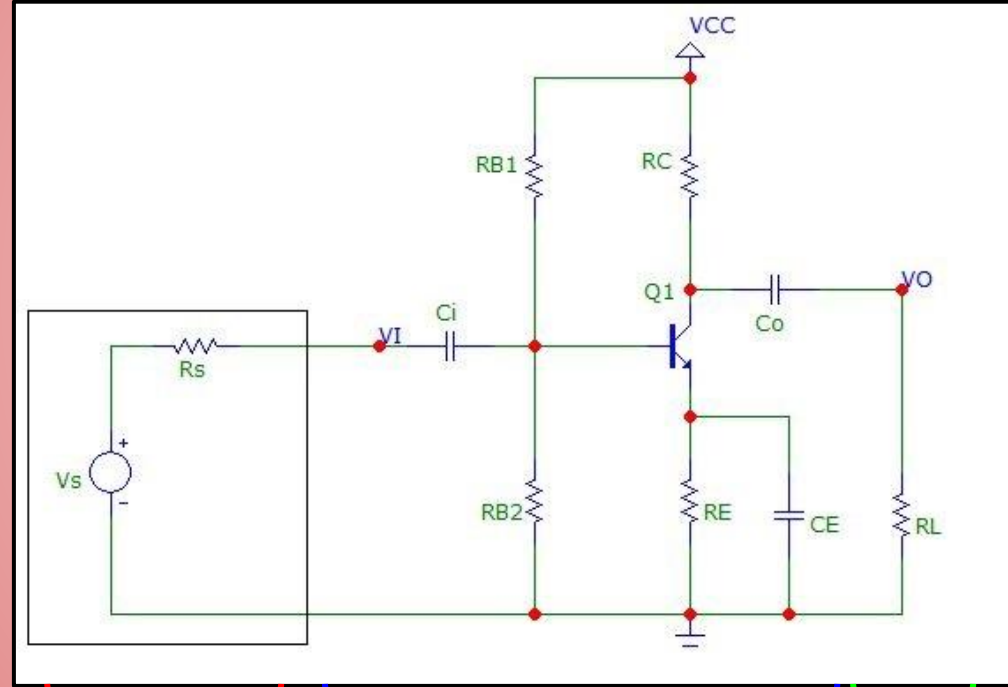 VCC
RB1
RC
Q1
VO
Ci
Co
VI
Rs
Vs
+
-
RB2
RE
CE
RL